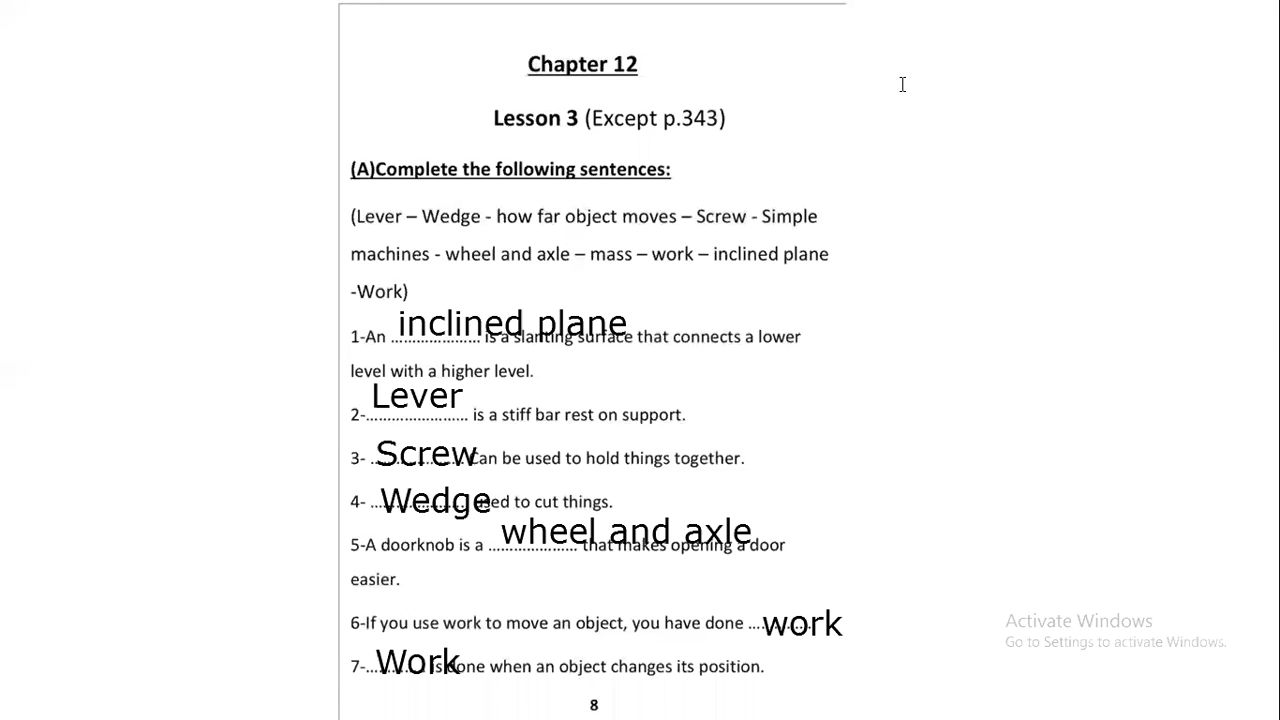 Chapter 12
Lesson 3 (Except p.343)
(A)Complete the following sentences:
(Lever – Wedge - how far object moves – Screw - Simple
machines - wheel and axle – mass – work – inclined plane
-Work)
inclined plane
1-An ………………… is a slanting surface that connects a lower
level with a higher level.
Lever
2-…………………… is a stiff bar rest on support.
3- Screw Can be used to hold things together.
4- Wedge used to cut things.
wheel and axle
5-A doorknob is a ………………… that makes opening a door
easier.
6-If you use work to move an object, you have done … work
7-… Work is done when an object changes its position.
8
Activate Windows
Go to Settings to activate Windows.